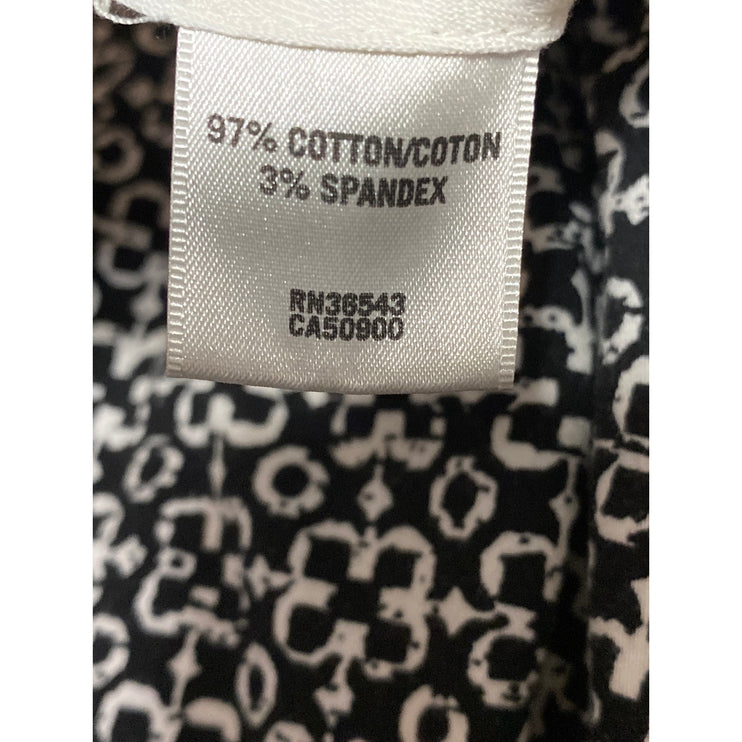 97% COTTON/COTON
3% SPANDEX
RN36543
CA50900